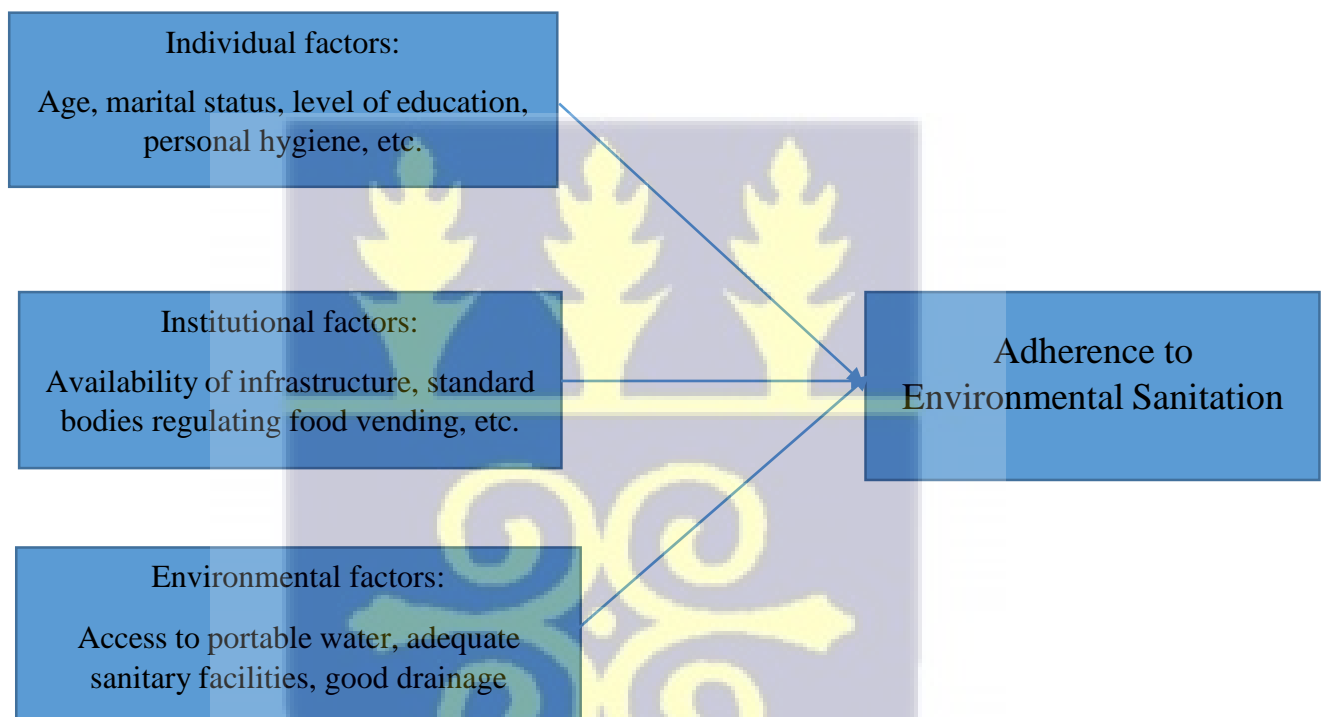 Individual factors:
Age, marital status, level of education,
personal hygiene, etc.
Institutional factors:
Availability of infrastructure, standard
bodies regulating food vending, etc.
Adherence to
Environmental Sanitation
Environmental factors:
Access to portable water, adequate
sanitary facilities, good drainage